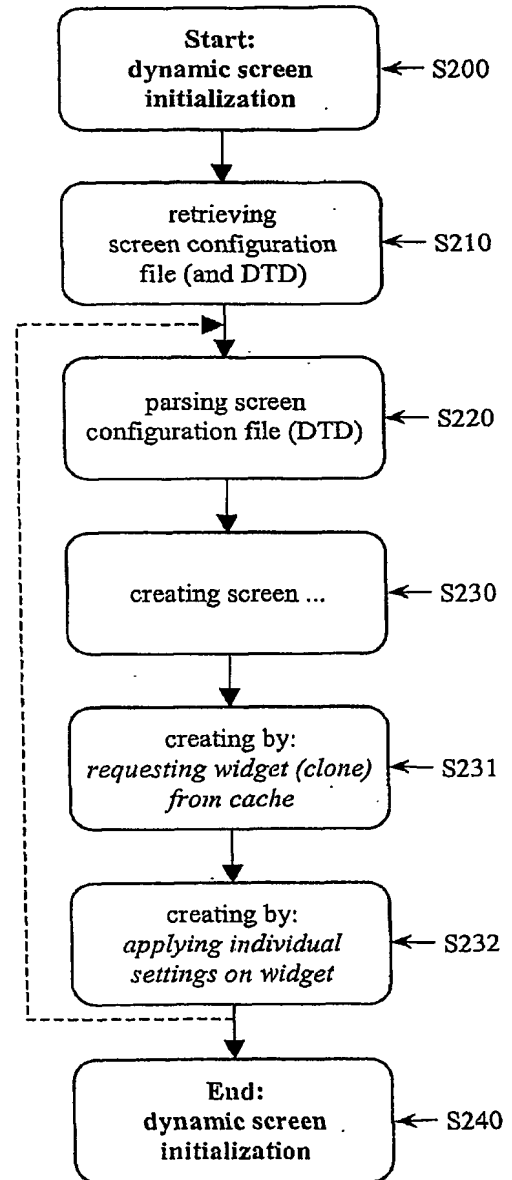 Start:
dynamic screen
initialization
S200
retrieving
screen configuration
file (and DTD)
S210
parsing screen
configuration file (DTD)
S220
creating screen ...
S230
creating by:
requesting widget (clone)
from cache
S231
creating by:
applying individual
settings on widget
S232
End:
dynamic screen
initialization
S240